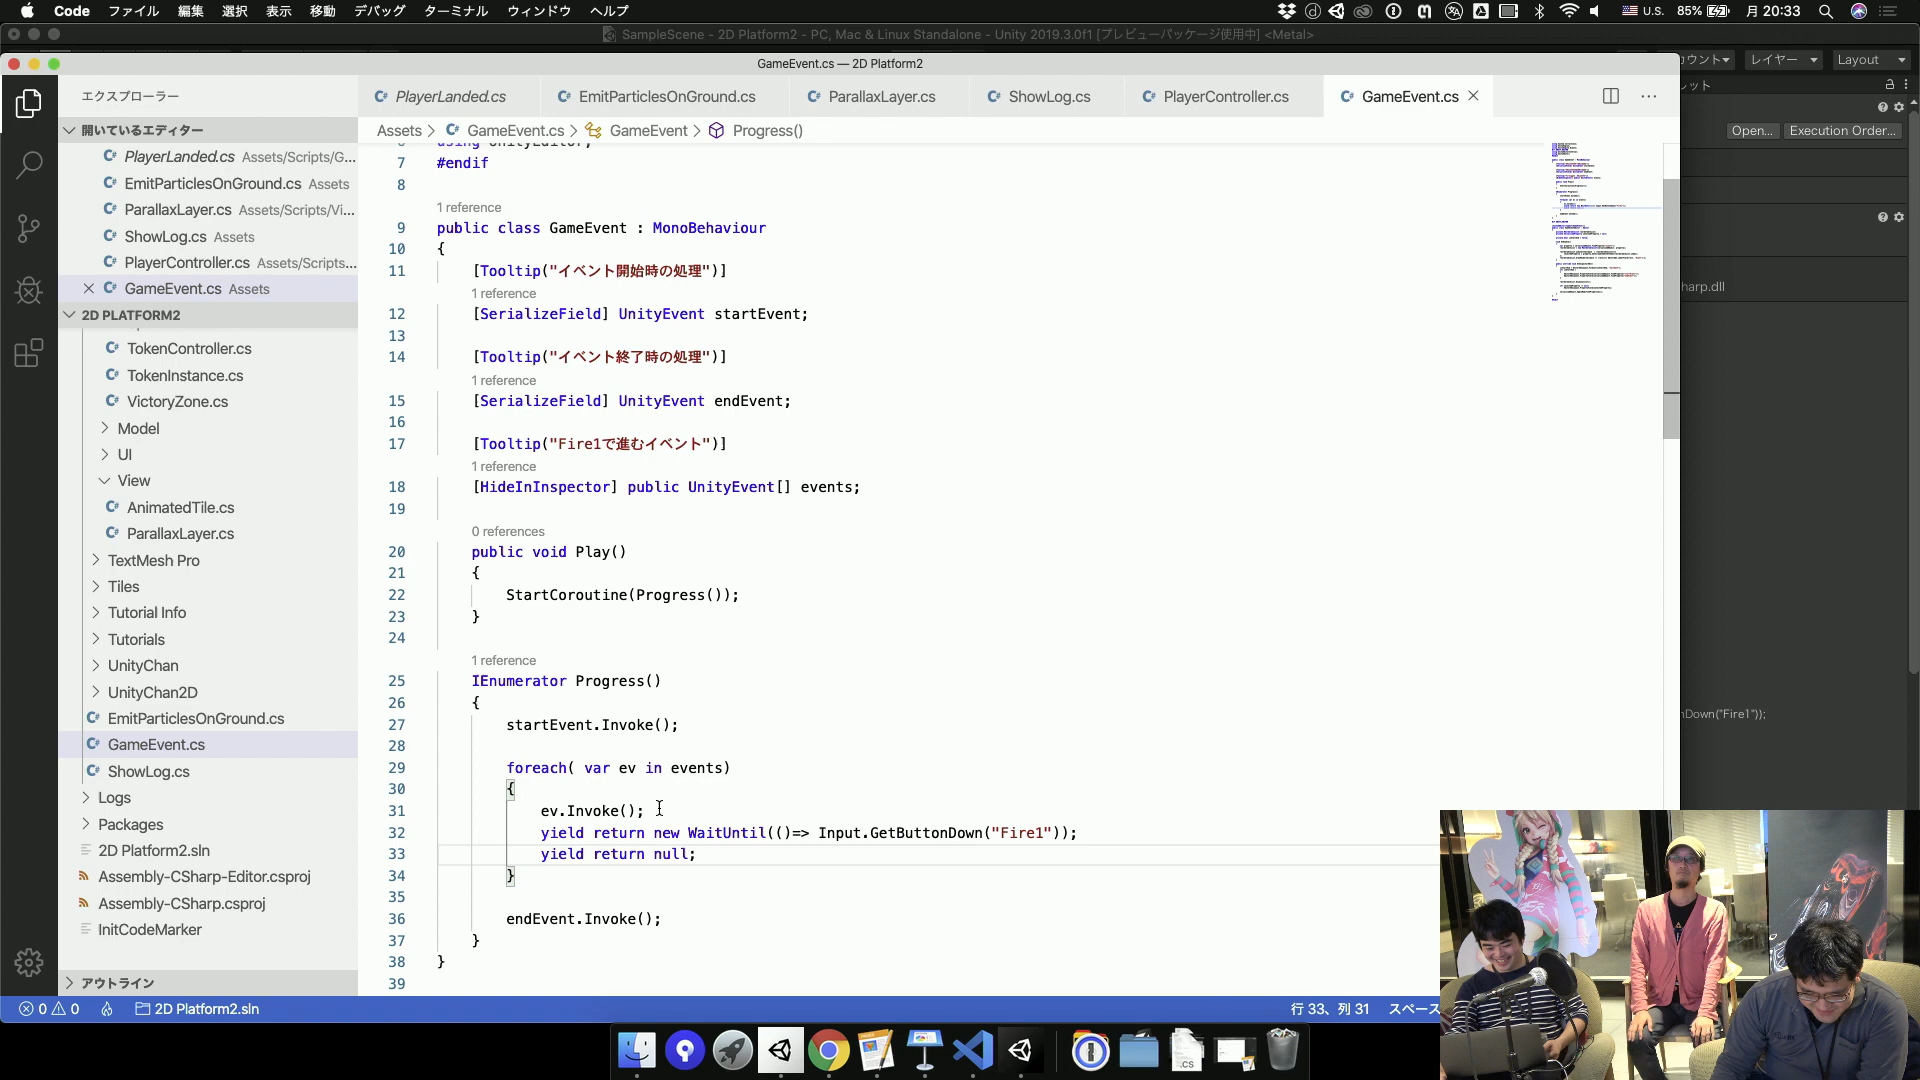 Code ファイル 編集 選択 表示 移動 デバッグ ターミナル ウィンドウ ヘルプ U.S. 85% 月 20:33
SampleScene - 2D Platform2 - PC, Mac & Linux Standalone - Unity 2019.3.0f1 [プレビューパッケージ使用中] <Metal>
GameEvent.cs — 2D Platform2
カウント レイヤー Layout
エクスプローラー
PlayerLanded.cs EmitParticlesOnGround.cs ParallaxLayer.cs ShowLog.cs PlayerController.cs GameEvent.cs
Open... Execution Order...
Assets > GameEvent.cs > GameEvent > Progress()
開いているエディター
PlayerLanded.cs Assets/Scripts/G...
EmitParticlesOnGround.cs Assets
ParallaxLayer.cs Assets/Scripts/Vi...
ShowLog.cs Assets
PlayerController.cs Assets/Scripts...
GameEvent.cs Assets
2D PLATFORM2
TokenController.cs
TokenInstance.cs
VictoryZone.cs
Model
UI
View
AnimatedTile.cs
ParallaxLayer.cs
TextMesh Pro
Tiles
Tutorial Info
Tutorials
UnityChan
UnityChan2D
EmitParticlesOnGround.cs
GameEvent.cs
ShowLog.cs
Logs
Packages
2D Platform2.sln
Assembly-CSharp-Editor.csproj
Assembly-CSharp.csproj
InitCodeMarker
アウトライン
6 using UnityEditor;
7 #endif
8
1 reference
9 public class GameEvent : MonoBehaviour
10 {
11 [Tooltip("イベント開始時の処理")]
1 reference
12 [SerializeField] UnityEvent startEvent;
13
14 [Tooltip("イベント終了時の処理")]
1 reference
15 [SerializeField] UnityEvent endEvent;
16
17 [Tooltip("Fire1で進むイベント")]
1 reference
18 [HideInInspector] public UnityEvent[] events;
19
0 references
20 public void Play()
21 {
22 StartCoroutine(Progress());
23 }
24
1 reference
25 IEnumerator Progress()
26 {
27 startEvent.Invoke();
28
29 foreach( var ev in events)
30 {
31 ev.Invoke();
32 yield return new WaitUntil(()=> Input.GetButtonDown("Fire1"));
33 yield return null;
34 }
35
36 endEvent.Invoke();
37 }
38 }
39
harp.dll
nDown("Fire1"));
0 0 2D Platform2.sln 行 33、列 31 スペース